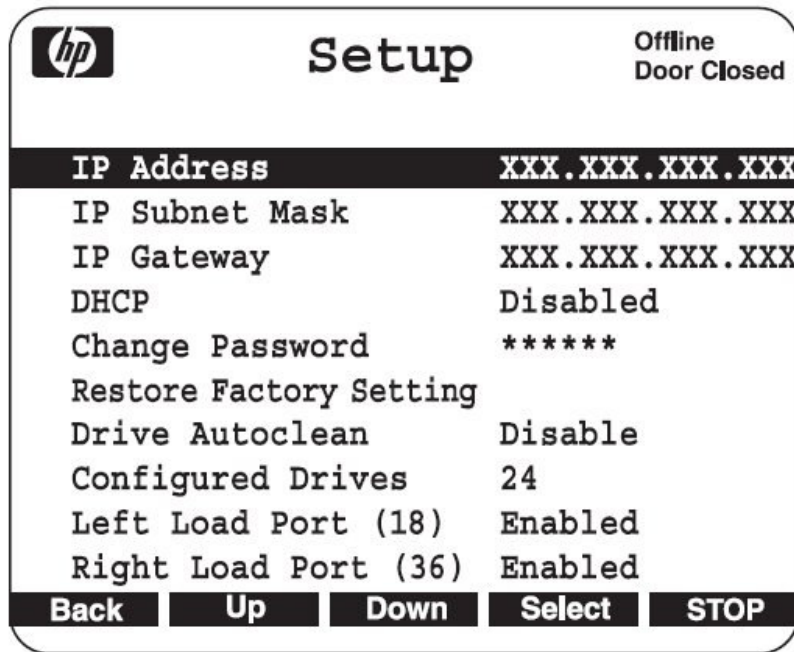 hp
Setup
Offline
Door Closed
IP Address XXX.XXX.XXX.XXX
IP Subnet Mask XXX.XXX.XXX.XXX
IP Gateway XXX.XXX.XXX.XXX
DHCP Disabled
Change Password ******
Restore Factory Setting
Drive Autoclean Disable
Configured Drives 24
Left Load Port (18) Enabled
Right Load Port (36) Enabled
Back Up Down Select STOP